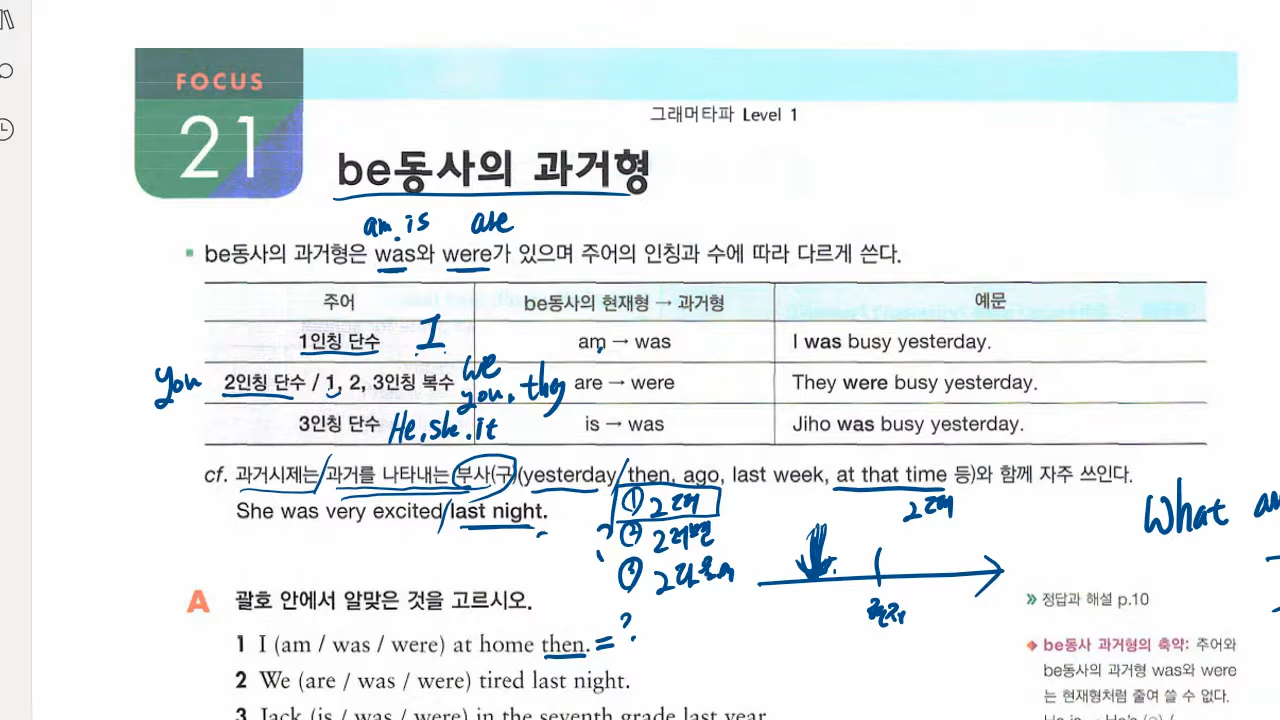 FOCUS
21
그래머타파 Level 1
be동사의 과거형
am. is are
be동사의 과거형은 was와 were가 있으며 주어의 인칭과 수에 따라 다르게 쓴다.
주어 be동사의 현재형 → 과거형 예문
1인칭 단수 I am → was I was busy yesterday.
you 2인칭 단수 / 1, 2, 3인칭 복수 we you, they are → were They were busy yesterday.
3인칭 단수 He, she, it is → was Jiho was busy yesterday.
cf. 과거시제는 과거를 나타내는 부사(구)(yesterday, then, ago, last week, at that time 등)와 함께 자주 쓰인다.
She was very excited last night.
① 그때
그때
② 그러면
③ 그 다음에
현재
What
A 괄호 안에서 알맞은 것을 고르시오.
1 I (am / was / were) at home then. = ?
2 We (are / was / were) tired last night.
3 Jack (is / was / were) in the seventh grade last year.
» 정답과 해설 p.10
be동사 과거형의 축약: 주어와
be동사의 과거형 was와 were
는 현재형처럼 줄여 쓸 수 없다.